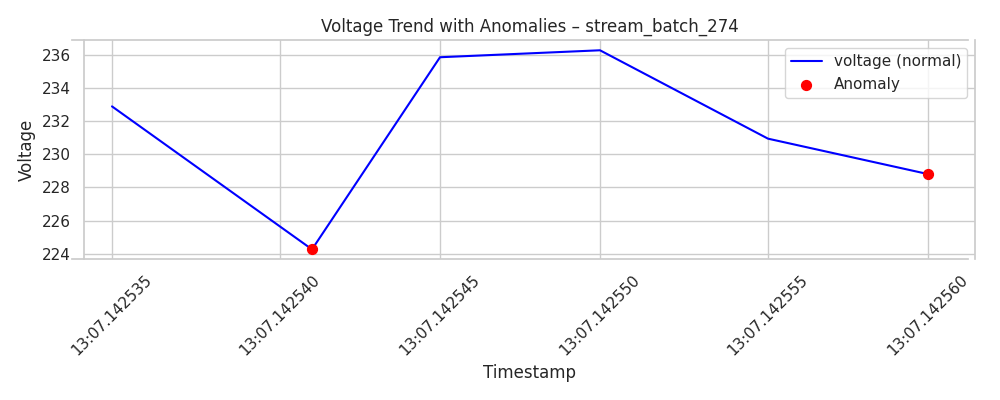 Voltage Trend with Anomalies – stream_batch_274
voltage (normal)
Anomaly
Voltage
236
234
232
230
228
226
224
13:07.142535
13:07.142540
13:07.142545
13:07.142550
13:07.142555
13:07.142560
Timestamp